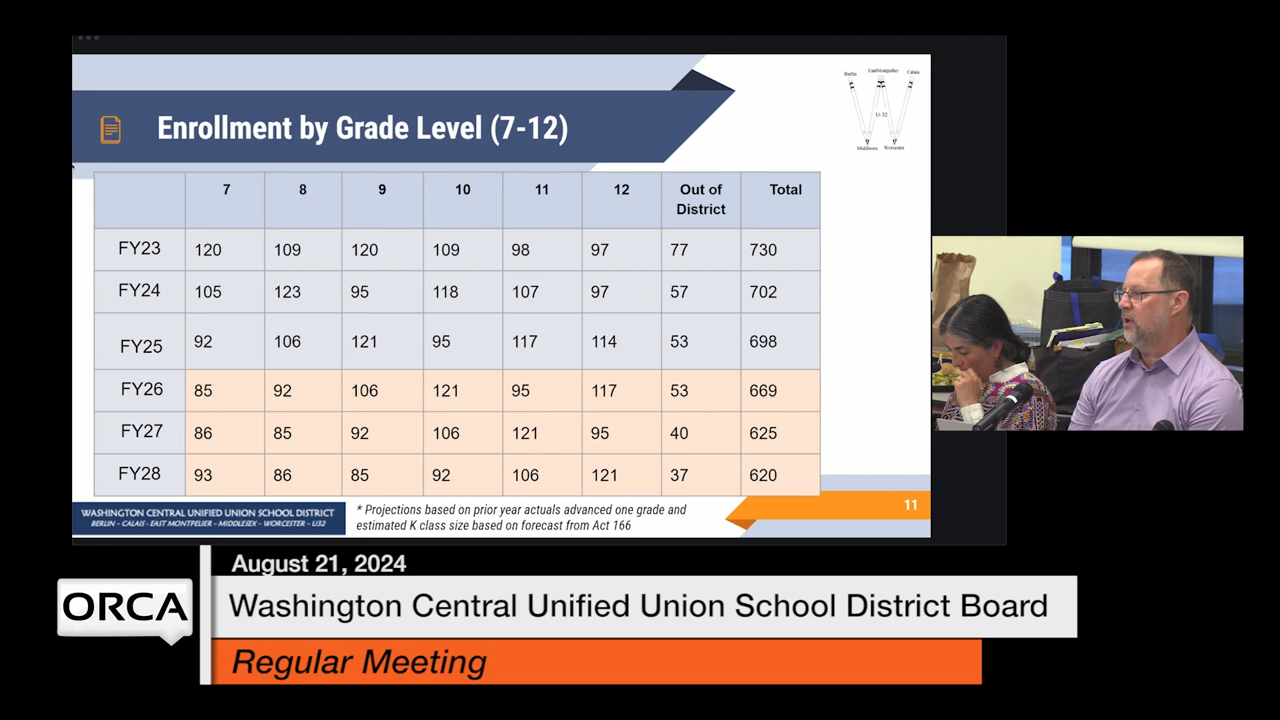 Enrollment by Grade Level (7-12)
Berlin EastMontpelier Calais
U-32
Middlesex Worcester
7 8 9 10 11 12 Out of District Total
FY23 120 109 120 109 98 97 77 730
FY24 105 123 95 118 107 97 57 702
FY25 92 106 121 95 117 114 53 698
FY26 85 92 106 121 95 117 53 669
FY27 86 85 92 106 121 95 40 625
FY28 93 86 85 92 106 121 37 620
WASHINGTON CENTRAL UNIFIED UNION SCHOOL DISTRICT
BERLIN – CALAIS - EAST MONTPELIER – MIDDLESEX – WORCESTER – U32
* Projections based on prior year actuals advanced one grade and
estimated K class size based on forecast from Act 166
11
August 21, 2024
ORCA
Washington Central Unified Union School District Board
Regular Meeting